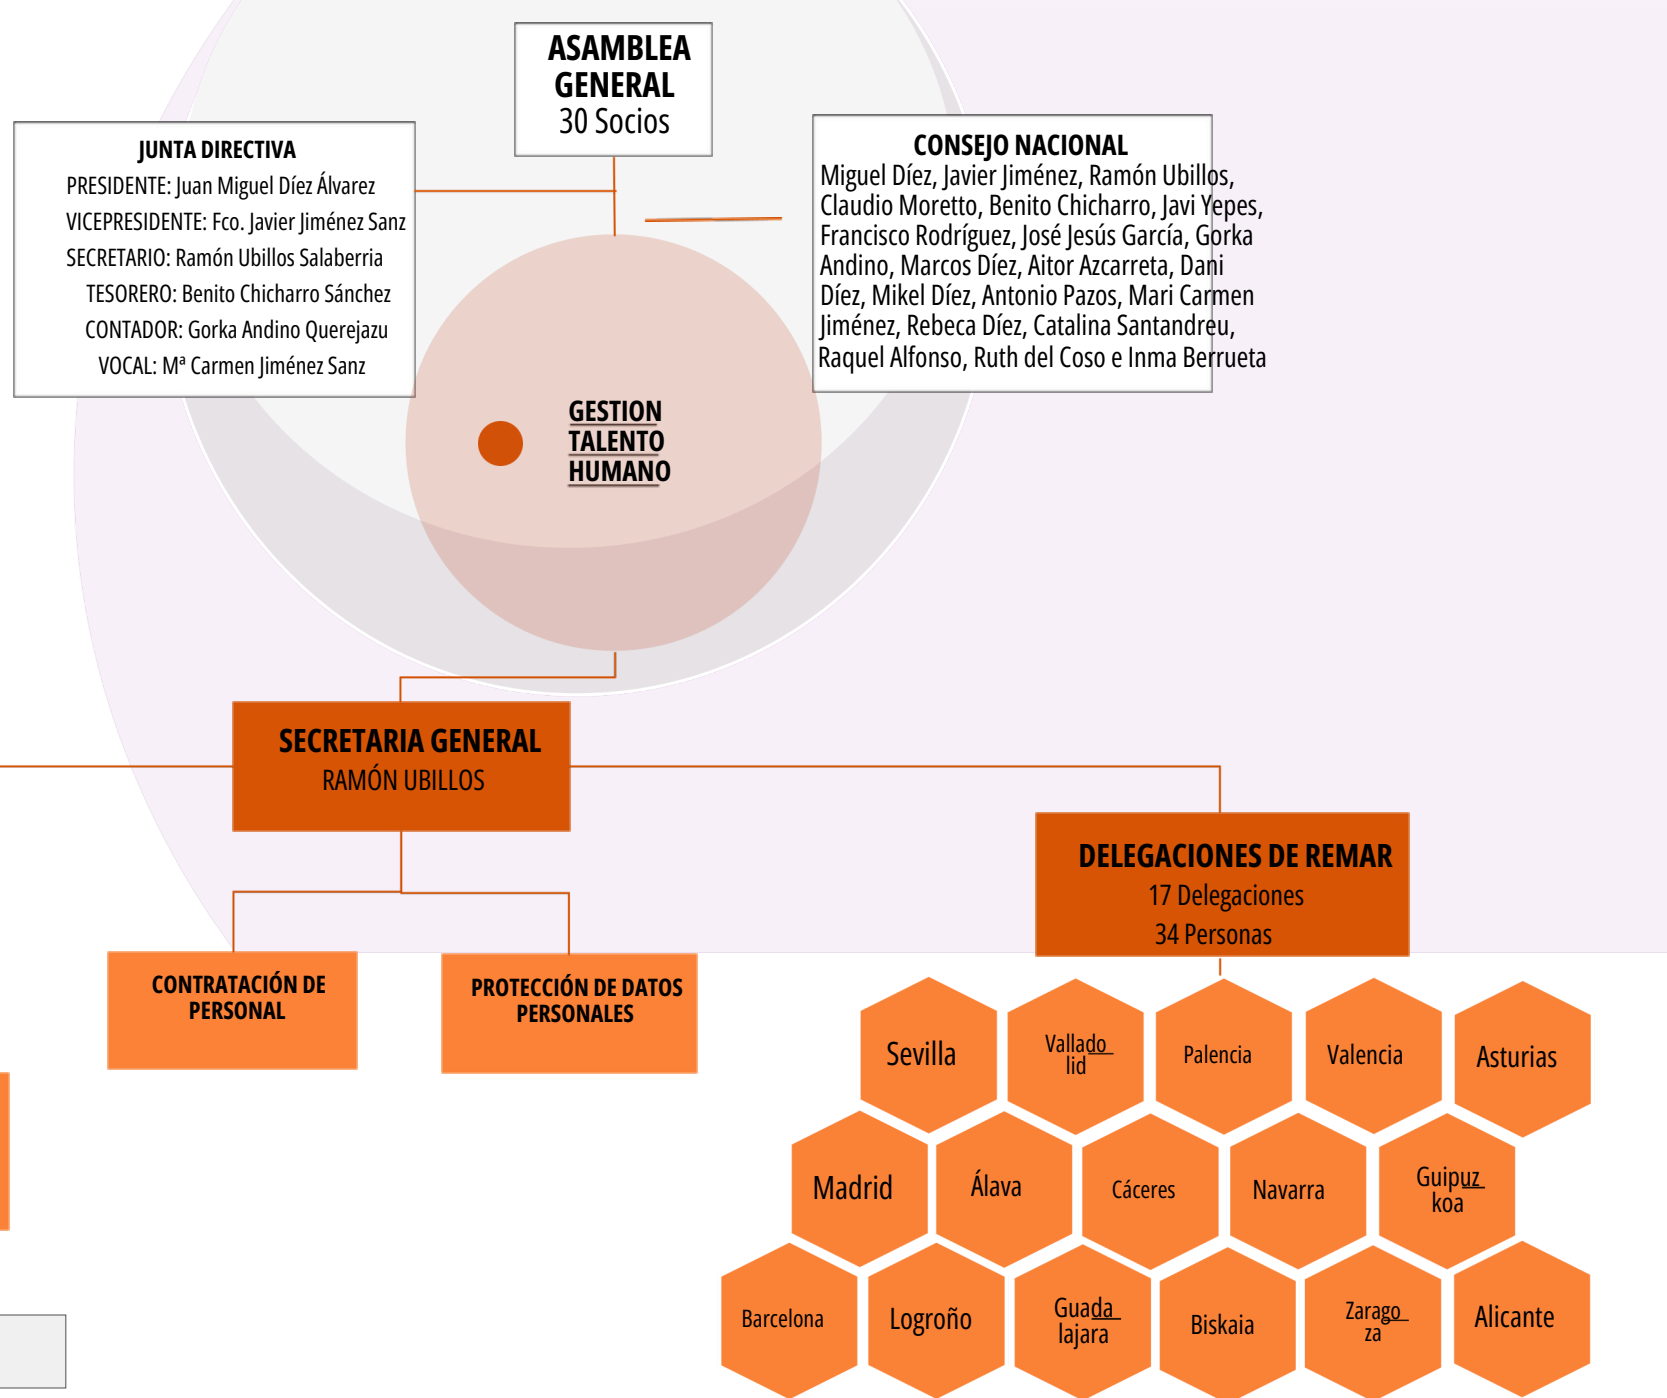 ASAMBLEA
GENERAL
30 Socios
JUNTA DIRECTIVA
PRESIDENTE: Juan Miguel Díez Álvarez
VICEPRESIDENTE: Fco. Javier Jiménez Sanz
SECRETARIO: Ramón Ubillos Salaberria
TESORERO: Benito Chicharro Sánchez
CONTADOR: Gorka Andino Querejazu
VOCAL: Mª Carmen Jiménez Sanz
CONSEJO NACIONAL
Miguel Díez, Javier Jiménez, Ramón Ubillos,
Claudio Moretto, Benito Chicharro, Javi Yepes,
Francisco Rodríguez, José Jesús García, Gorka
Andino, Marcos Díez, Aitor Azcarreta, Dani
Díez, Mikel Díez, Antonio Pazos, Mari Carmen
Jiménez, Rebeca Díez, Catalina Santandreu,
Raquel Alfonso, Ruth del Coso e Inma Berrueta
GESTION
TALENTO
HUMANO
SECRETARIA GENERAL
RAMÓN UBILLOS
DELEGACIONES DE REMAR
17 Delegaciones
34 Personas
CONTRATACIÓN DE
PERSONAL
PROTECCIÓN DE DATOS
PERSONALES
Sevilla
Vallado
lid
Palencia
Valencia
Asturias
Madrid
Álava
Cáceres
Navarra
Guipuz
koa
Barcelona
Logroño
Guada
lajara
Biskaia
Zarago
za
Alicante